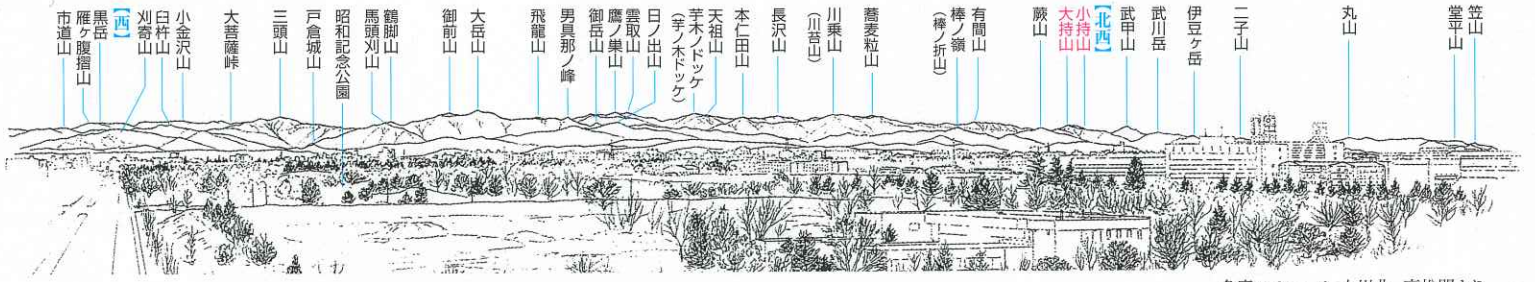 市道山
雁ヶ腹摺山
黒岳
【西】
刈寄山
臼杵山
小金沢山
大菩薩峠
三頭山
戸倉城山
昭和記念公園
馬頭刈山
鶴脚山
御前山
大岳山
飛龍山
男具那ノ峰
御岳山
鷹ノ巣山
雲取山
日ノ出山
芋木ノドッケ
(芋ノ木ドッケ)
天祖山
本仁田山
長沢山
川乗山
(川苔山)
蕎麦粒山
棒ノ嶺
(棒ノ折山)
有間山
蕨山
大持山
小持山
【北西】
武甲山
武川岳
伊豆ヶ岳
二子山
丸山
堂平山
笠山